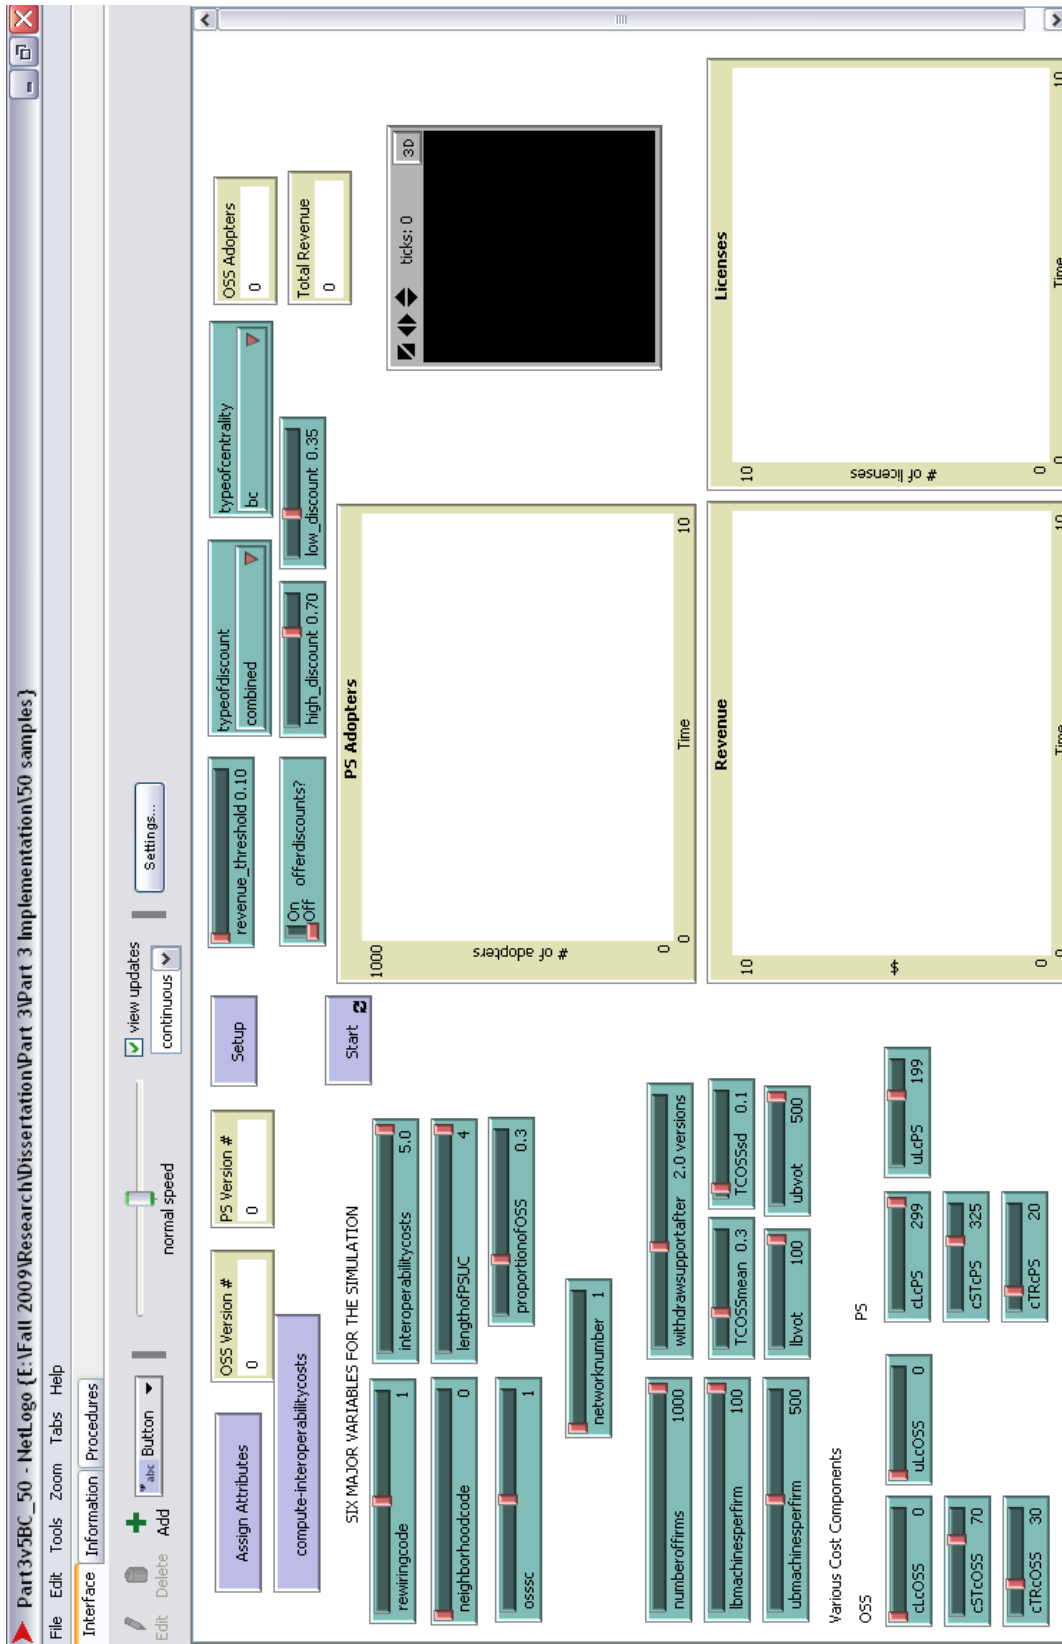 Part3v5BC_50 - NetLogo {E:\Fall 2009\Research\Dissertation\Part 3\Part 3 Implementation\50 samples}
File Edit Tools Zoom Tabs Help
Interface Information Procedures
Edit Delete Add
abc Button
normal speed
view updates
continuous
Settings...
Assign Attributes
OSS Version #
0
PS Version #
0
Setup
compute-interoperabilitycosts
Start
revenue_threshold 0.10
typeofdiscount
combined
typeofcentrality
bc
OSS Adopters
0
On
Off
offerdiscounts?
high_discount 0.70
low_discount 0.35
Total Revenue
0
SIX MAJOR VARIABLES FOR THE SIMULATION
rewiringcode 1
interoperabilitycosts 5.0
neighborhoodcode 0
lengthofPSUC 4
osssc 1
proportionofOSS 0.3
networknumber 1
PS Adopters
1000
# of adopters
0
0
Time
10
ticks: 0
3D
numberoffirms 1000
withdrawsupportafter 2.0 versions
lbmachinesperfirm 100
TCOSSmean 0.3
TCOSSsd 0.1
ubmachinesperfirm 500
lbvot 100
ubvot 500
Various Cost Components
OSS
PS
cLcOSS 0
uLcOSS 0
cLcPS 299
uLcPS 199
cSTcOSS 70
cSTcPS 325
cTRcOSS 30
cTRcPS 20
Revenue
10
$
0
0
Time
10
Licenses
10
# of licenses
0
0
Time
10